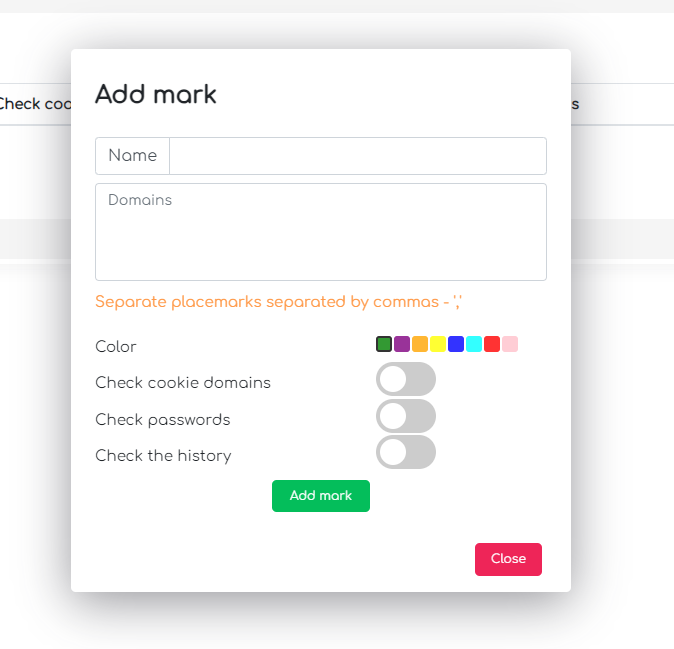 Add mark
Check coo
s
Name
Domains
Separate placemarks separated by commas - ','
Color
Check cookie domains
Check passwords
Check the history
Add mark
Close